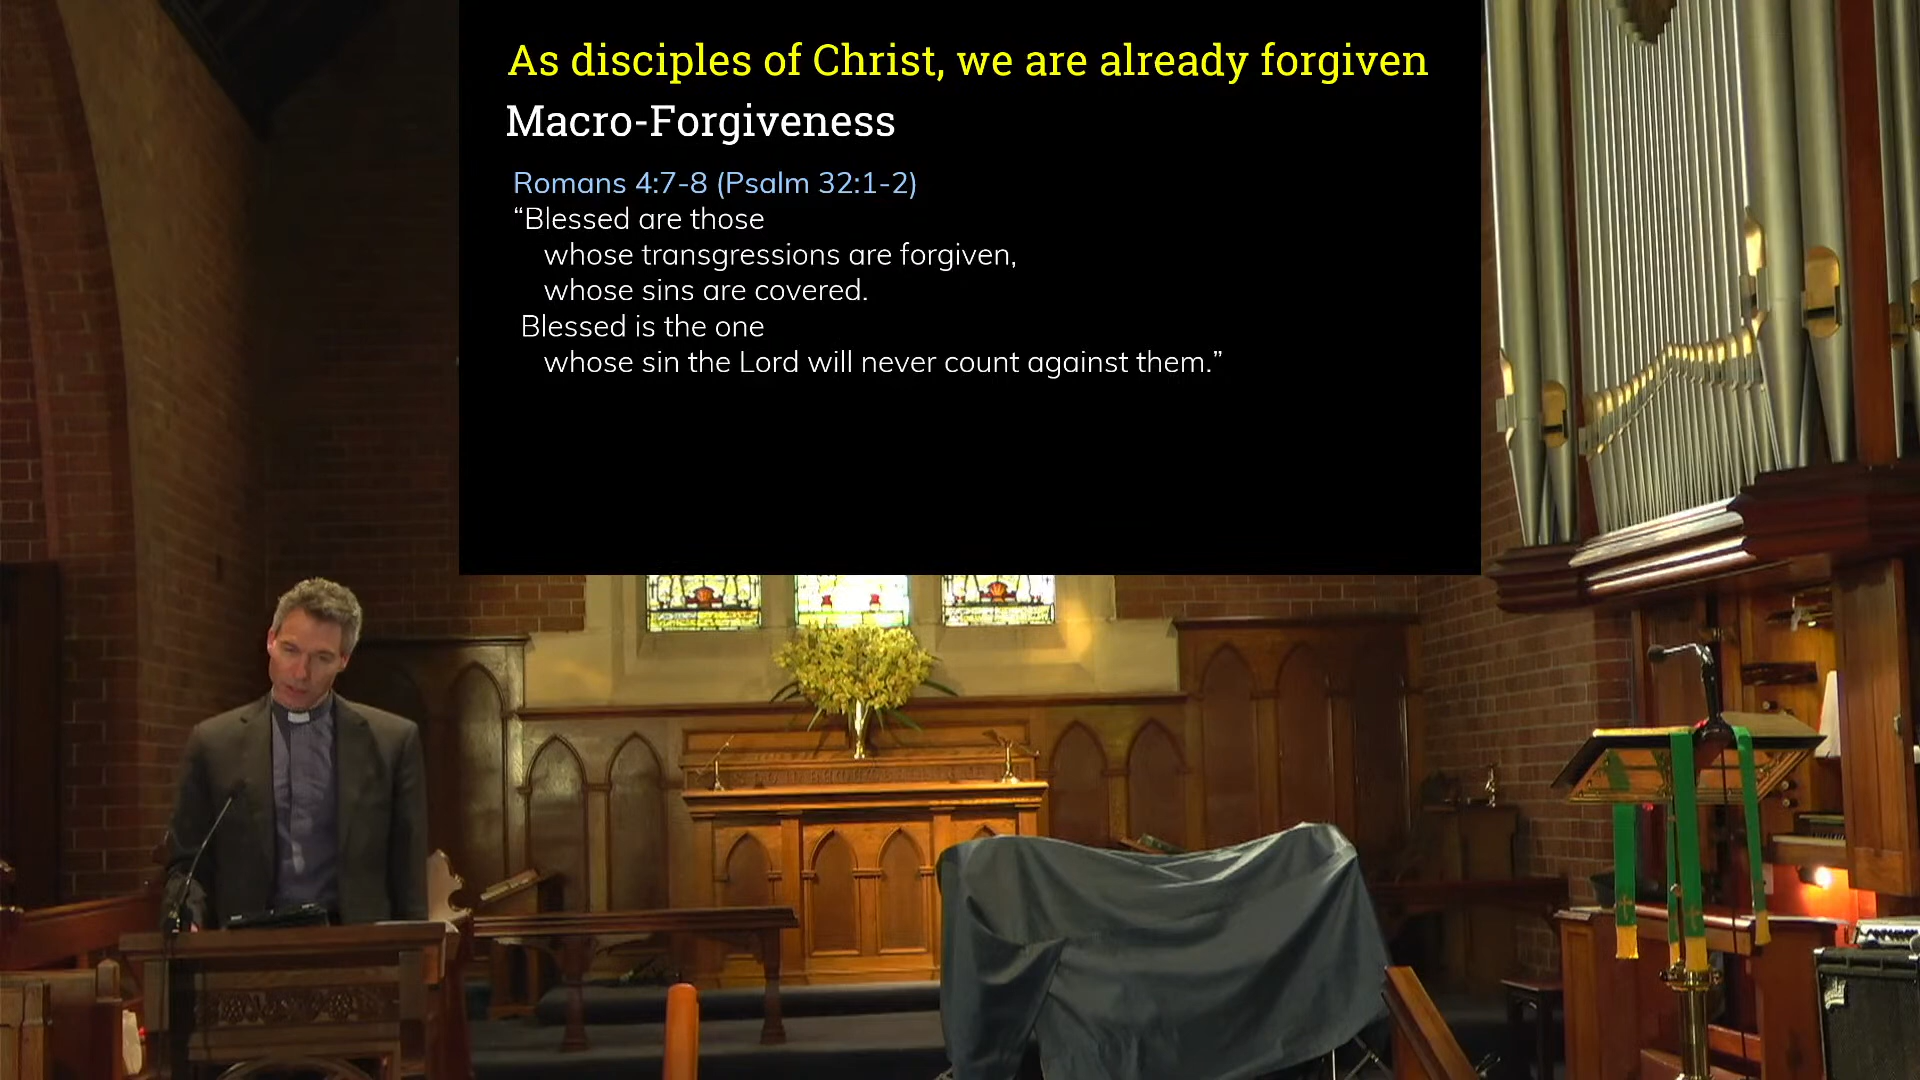 As disciples of Christ, we are already forgiven
Macro-Forgiveness
Romans 4:7-8 (Psalm 32:1-2)
“Blessed are those
whose transgressions are forgiven,
whose sins are covered.
Blessed is the one
whose sin the Lord will never count against them.”